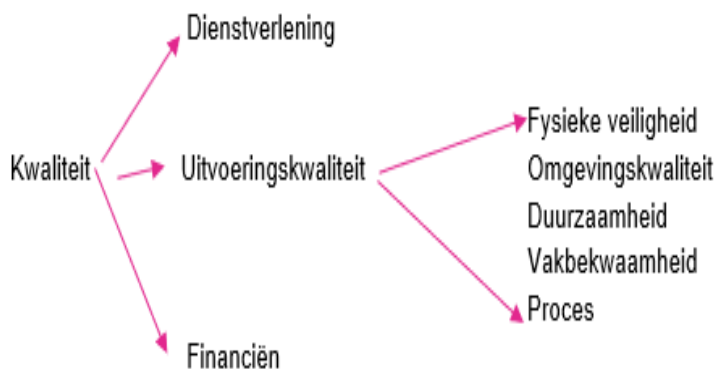 Dienstverlening
Kwaliteit
Uitvoeringskwaliteit
Financiën
Fysieke veiligheid
Omgevingskwaliteit
Duurzaamheid
Vakbekwaamheid
Proces